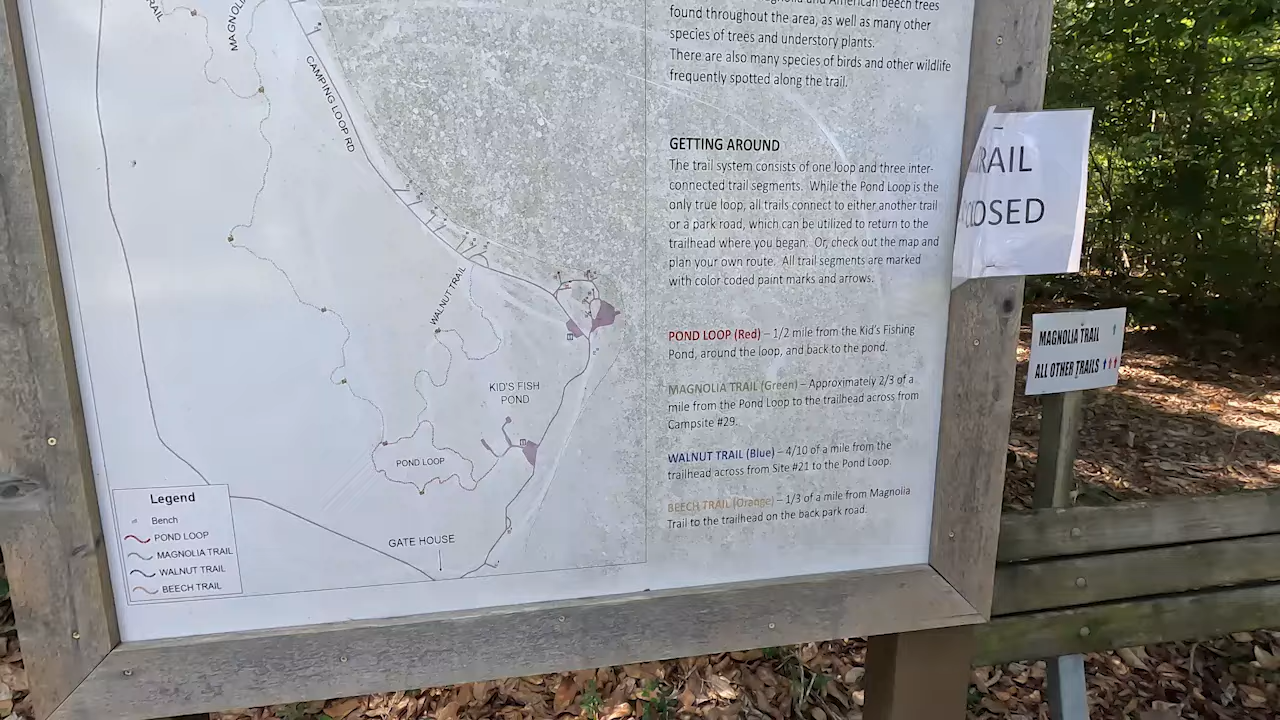 TRAIL
MAGNOLIA
CAMPING LOOP RD
WALNUT TRAIL
KID'S FISH
POND
POND LOOP
GATE HOUSE
Legend
Bench
POND LOOP
MAGNOLIA TRAIL
WALNUT TRAIL
BEECH TRAIL
and American beech trees
found throughout the area, as well as many other
species of trees and understory plants.
There are also many species of birds and other wildlife
frequently spotted along the trail.
GETTING AROUND
The trail system consists of one loop and three inter-
connected trail segments. While the Pond Loop is the
only true loop, all trails connect to either another trail
or a park road, which can be utilized to return to the
trailhead where you began. Or, check out the map and
plan your own route. All trail segments are marked
with color coded paint marks and arrows.
POND LOOP (Red) – 1/2 mile from the Kid's Fishing
Pond, around the loop, and back to the pond.
MAGNOLIA TRAIL (Green) – Approximately 2/3 of a
mile from the Pond Loop to the trailhead across from
Campsite #29.
WALNUT TRAIL (Blue) – 4/10 of a mile from the
trailhead across from Site #21 to the Pond Loop.
BEECH TRAIL (Orange) – 1/3 of a mile from Magnolia
Trail to the trailhead on the back park road.
RAIL
LOSED
MAGNOLIA TRAIL ↑
ALL OTHER TRAILS ↑↑↑